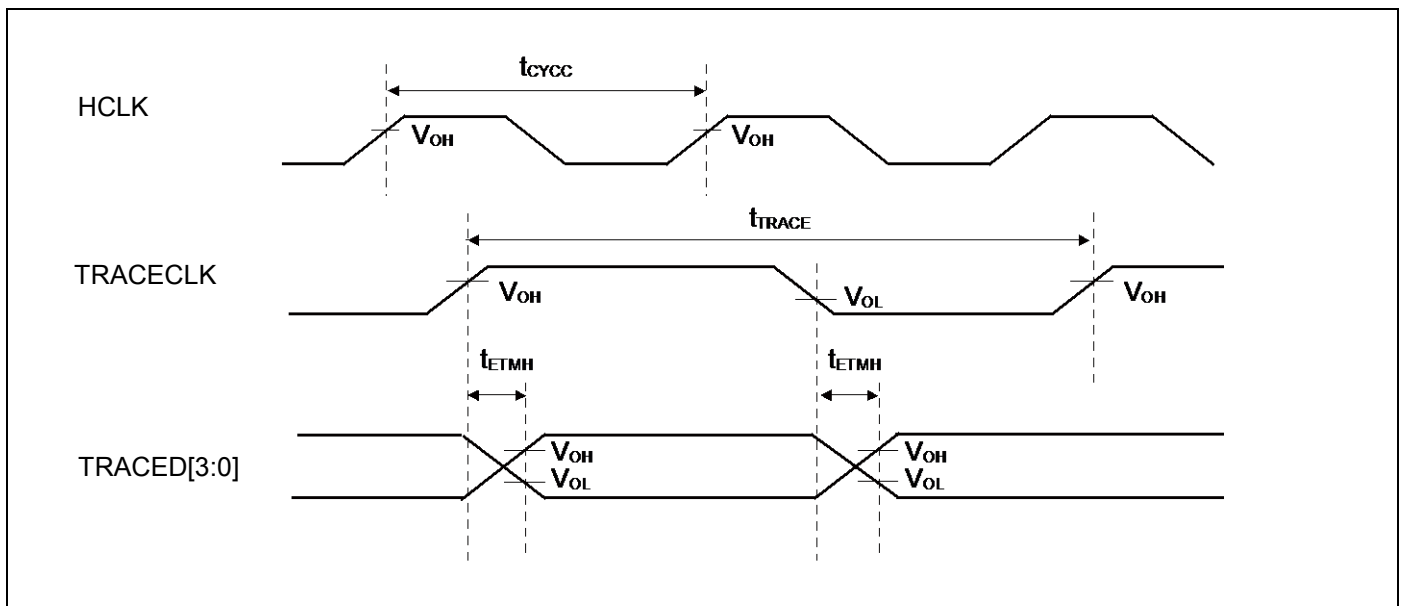 tCYCC
HCLK
VOH VOH
tTRACE
TRACECLK
VOH VOL VOH
tETMH tETMH
TRACED[3:0]
VOH VOH
VOL VOL